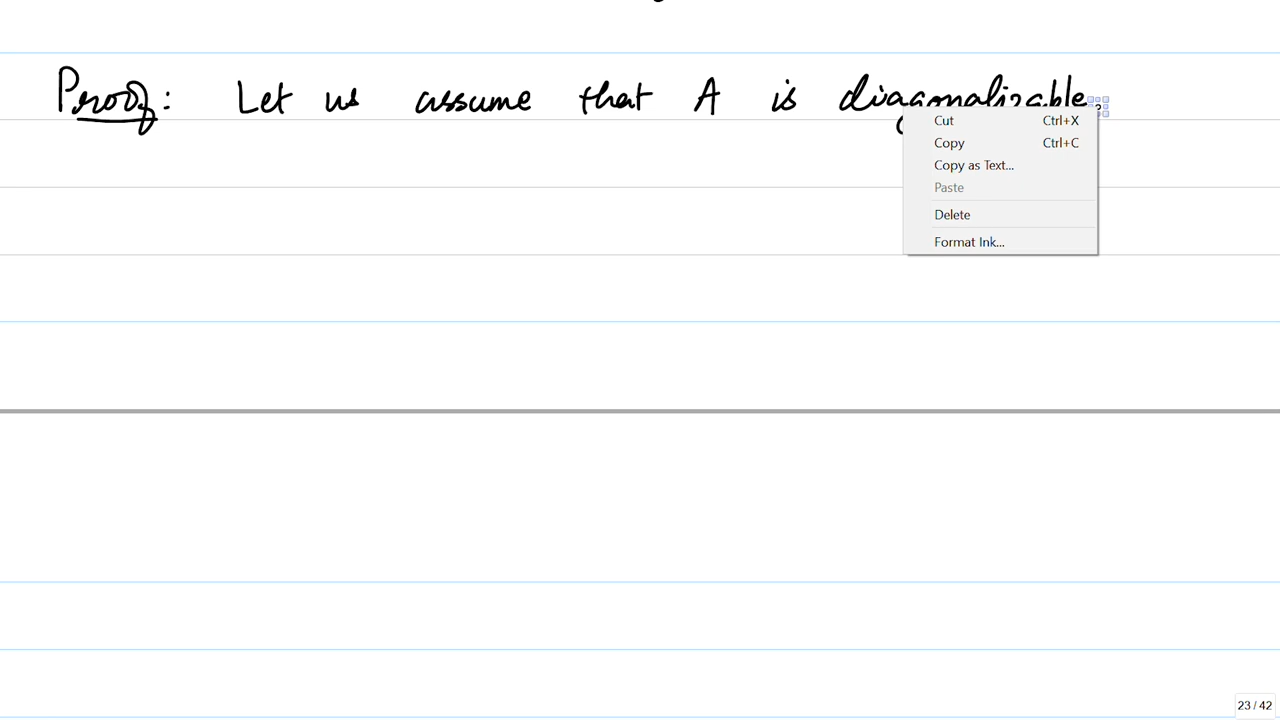 Proof: Let us assume that A is diagonalizable
Cut Ctrl+X
Copy Ctrl+C
Copy as Text...
Paste
Delete
Format Ink...
23 / 42